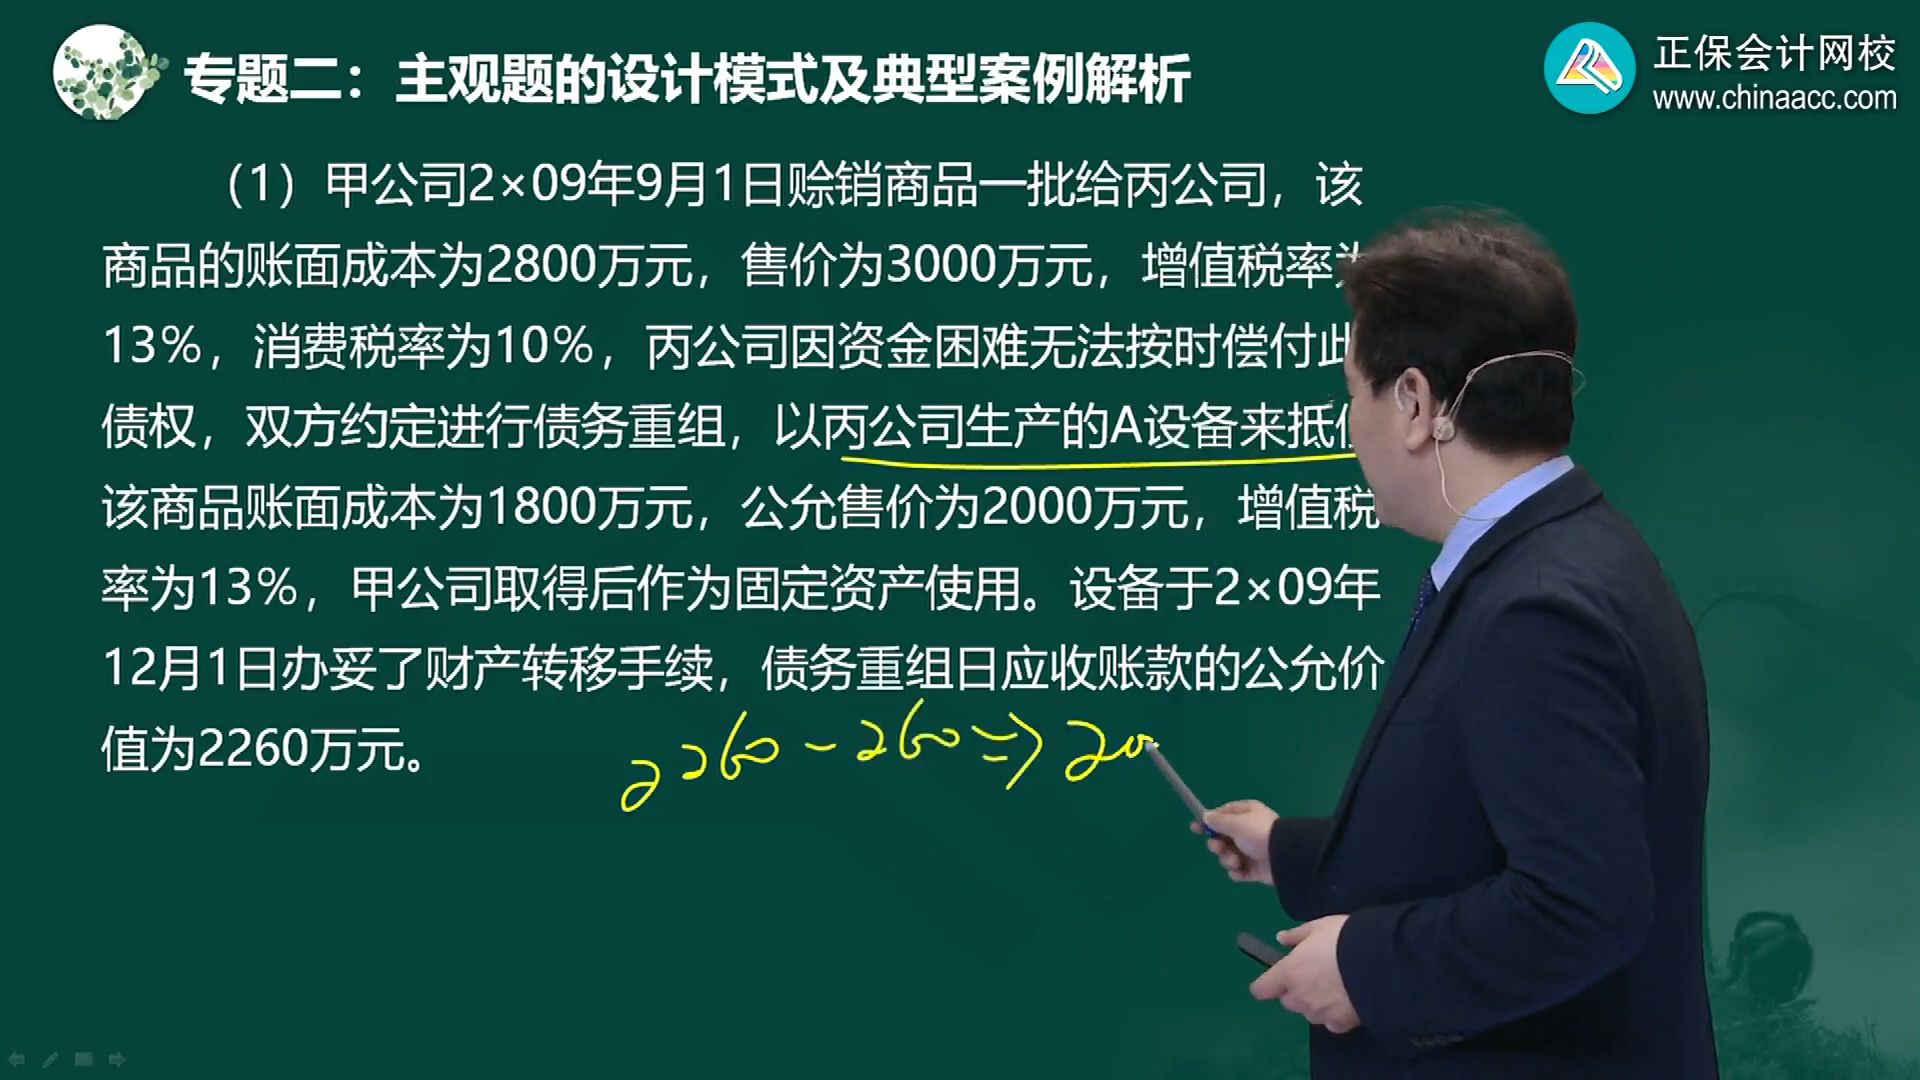 专题二：主观题的设计模式及典型案例解析
正保会计网校
www.chinaacc.com
（1）甲公司2×09年9月1日赊销商品一批给丙公司，该
商品的账面成本为2800万元，售价为3000万元，增值税率为
13%，消费税率为10%，丙公司因资金困难无法按时偿付此
债权，双方约定进行债务重组，以丙公司生产的A设备来抵
该商品账面成本为1800万元，公允售价为2000万元，增值税
率为13%，甲公司取得后作为固定资产使用。设备于2×09年
12月1日办妥了财产转移手续，债务重组日应收账款的公允价
值为2260万元。
2260-260⇒20